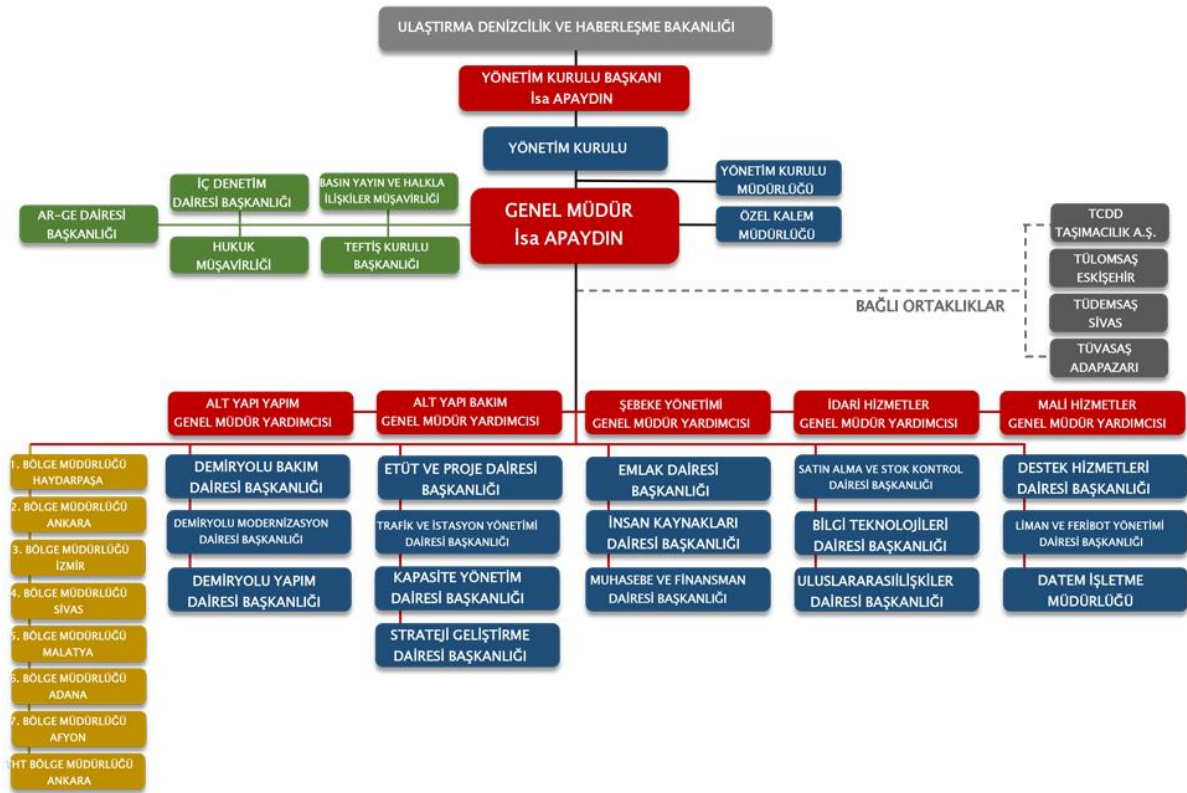 ULAŞTIRMA DENİZCİLİK VE HABERLEŞME BAKANLIĞI
YÖNETİM KURULU BAŞKANI
İsa APAYDIN
YÖNETİM KURULU
YÖNETİM KURULU
MÜDÜRLÜĞÜ
GENEL MÜDÜR
İsa APAYDIN
ÖZEL KALEM
MÜDÜRLÜĞÜ
AR-GE DAİRESİ
BAŞKANLIĞI
İÇ DENETİM
DAİRESİ BAŞKANLIĞI
BASIN YAYIN VE HALKLA
İLİŞKİLER MÜŞAVİRLİĞİ
HUKUK
MÜŞAVİRLİĞİ
TEFTİŞ KURULU
BAŞKANLIĞI
BAĞLI ORTAKLIKLAR
TCDD
TAŞIMACILIK A.Ş.
TÜLOMSAŞ
ESKİŞEHİR
TÜDEMSAŞ
SİVAS
TÜVASAŞ
ADAPAZARI
ALT YAPI YAPIM
GENEL MÜDÜR YARDIMCISI
ALT YAPI BAKIM
GENEL MÜDÜR YARDIMCISI
ŞEBEKE YÖNETİMİ
GENEL MÜDÜR YARDIMCISI
İDARİ HİZMETLER
GENEL MÜDÜR YARDIMCISI
MALİ HİZMETLER
GENEL MÜDÜR YARDIMCISI
1. BÖLGE MÜDÜRLÜĞÜ
HAYDARPAŞA
2. BÖLGE MÜDÜRLÜĞÜ
ANKARA
3. BÖLGE MÜDÜRLÜĞÜ
İZMİR
4. BÖLGE MÜDÜRLÜĞÜ
SİVAS
5. BÖLGE MÜDÜRLÜĞÜ
MALATYA
6. BÖLGE MÜDÜRLÜĞÜ
ADANA
7. BÖLGE MÜDÜRLÜĞÜ
AFYON
YHT BÖLGE MÜDÜRLÜĞÜ
ANKARA
DEMİRYOLU BAKIM
DAİRESİ BAŞKANLIĞI
DEMİRYOLU MODERNİZASYON
DAİRESİ BAŞKANLIĞI
DEMİRYOLU YAPIM
DAİRESİ BAŞKANLIĞI
ETÜT VE PROJE DAİRESİ
BAŞKANLIĞI
TRAFİK VE İSTASYON YÖNETİMİ
DAİRESİ BAŞKANLIĞI
KAPASİTE YÖNETİM
DAİRESİ BAŞKANLIĞI
STRATEJİ GELİŞTİRME
DAİRESİ BAŞKANLIĞI
EMLAK DAİRESİ
BAŞKANLIĞI
İNSAN KAYNAKLARI
DAİRESİ BAŞKANLIĞI
MUHASEBE VE FİNANSMAN
DAİRESİ BAŞKANLIĞI
SATIN ALMA VE STOK KONTROL
DAİRESİ BAŞKANLIĞI
BİLGİ TEKNOLOJİLERİ
DAİRESİ BAŞKANLIĞI
ULUSLARARASIİLİŞKİLER
DAİRESİ BAŞKANLIĞI
DESTEK HİZMETLERİ
DAİRESİ BAŞKANLIĞI
LİMAN VE FERİBOT YÖNETİMİ
DAİRESİ BAŞKANLIĞI
DATEM İŞLETME
MÜDÜRLÜĞÜ